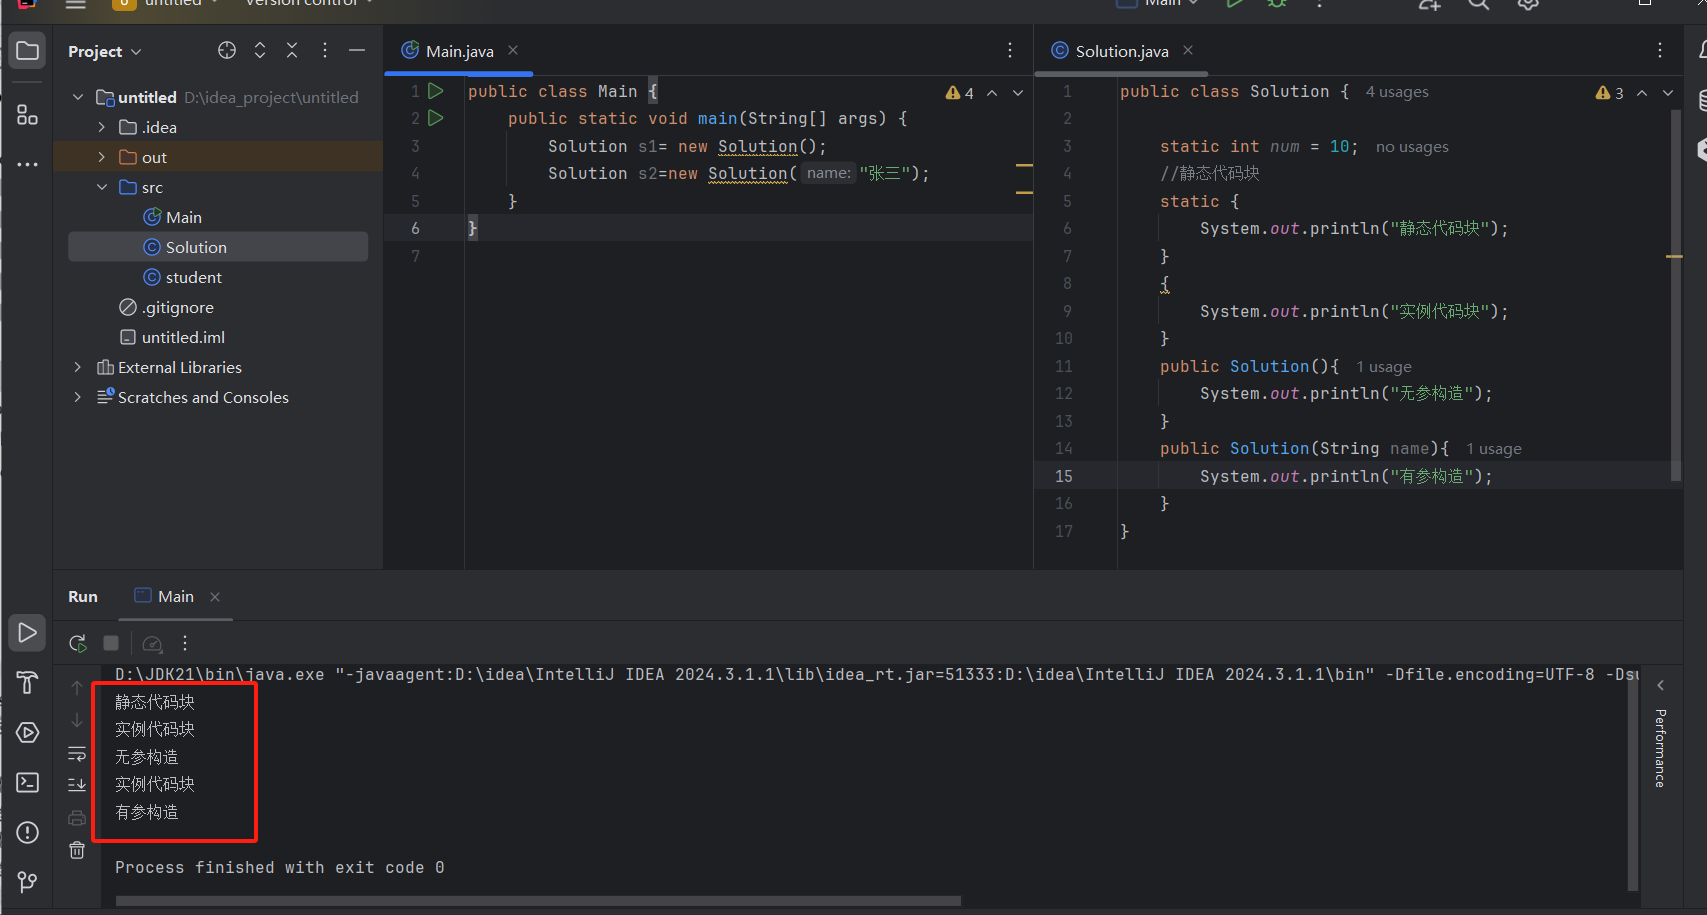 U untitled Version control Main
Project
untitled D:\idea_project\untitled
.idea
out
src
Main
Solution
student
.gitignore
untitled.iml
External Libraries
Scratches and Consoles
Main.java
4
1 public class Main {
2 public static void main(String[] args) {
3 Solution s1= new Solution();
4 Solution s2=new Solution( name: "张三");
5 }
6 }
7
Solution.java
3
1 public class Solution { 4 usages
2
3 static int num = 10; no usages
4 //静态代码块
5 static {
6 System.out.println("静态代码块");
7 }
8 {
9 System.out.println("实例代码块");
10 }
11 public Solution(){ 1 usage
12 System.out.println("无参构造");
13 }
14 public Solution(String name){ 1 usage
15 System.out.println("有参构造");
16 }
17 }
Run Main
D:\JDK21\bin\java.exe "-javaagent:D:\idea\IntelliJ IDEA 2024.3.1.1\lib\idea_rt.jar=51333:D:\idea\IntelliJ IDEA 2024.3.1.1\bin" -Dfile.encoding=UTF-8 -Dsu
静态代码块
实例代码块
无参构造
实例代码块
有参构造
Process finished with exit code 0
Performance